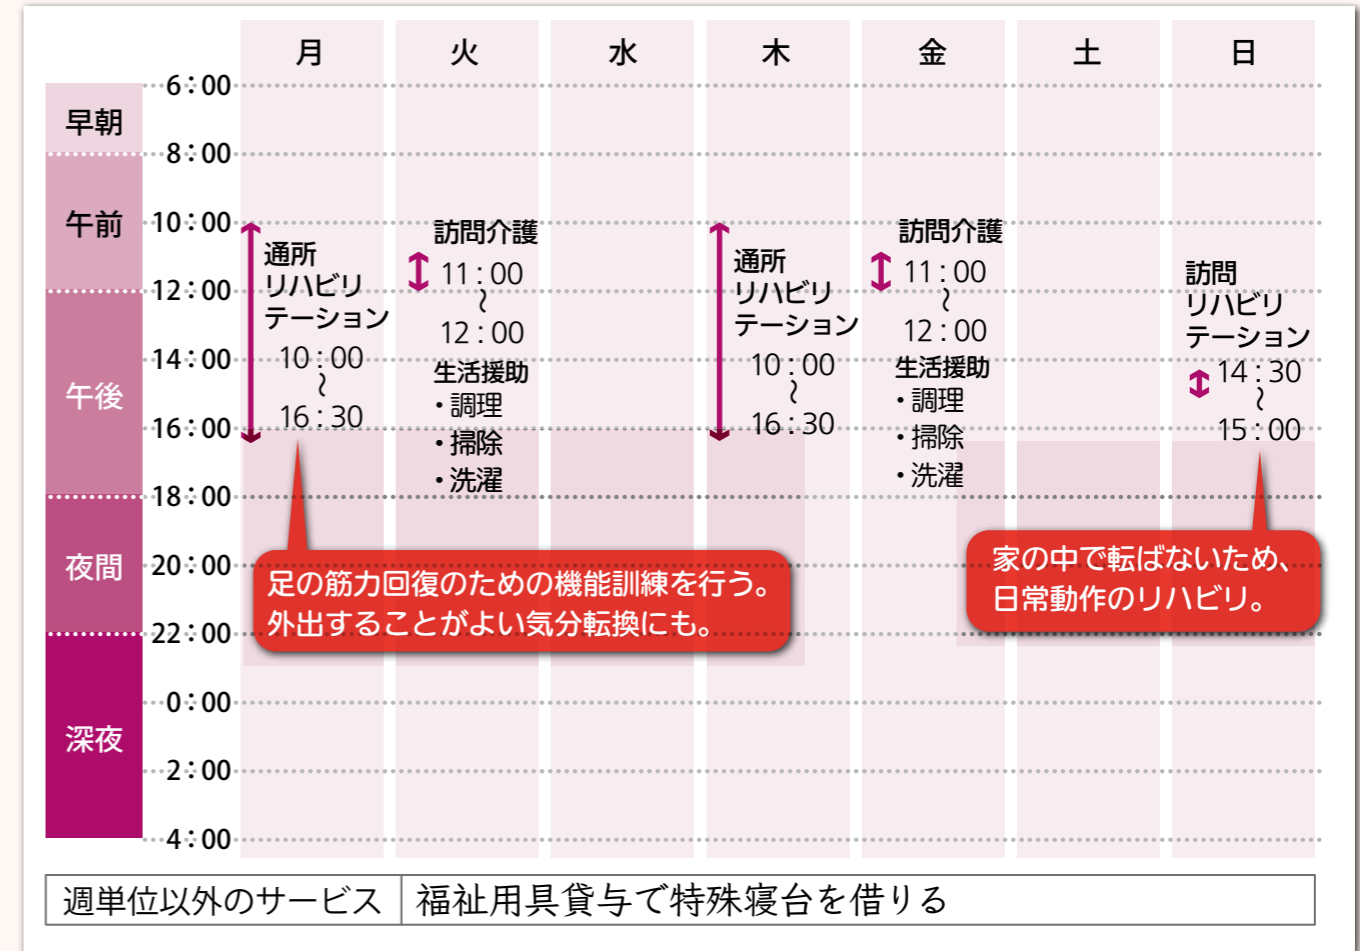 月 火 水 木 金 土 日
早朝
午前
午後
夜間
深夜
6:00
8:00
10:00
12:00
14:00
16:00
18:00
20:00
22:00
0:00
2:00
4:00
通所
リハビリ
テーション
10:00
〜
16:30
訪問介護
11:00
〜
12:00
生活援助
・調理
・掃除
・洗濯
通所
リハビリ
テーション
10:00
〜
16:30
訪問介護
11:00
〜
12:00
生活援助
・調理
・掃除
・洗濯
訪問
リハビリ
テーション
14:30
〜
15:00
足の筋力回復のための機能訓練を行う。
外出することがよい気分転換にも。
家の中で転ばないため、
日常動作のリハビリ。
週単位以外のサービス 福祉用具貸与で特殊寝台を借りる